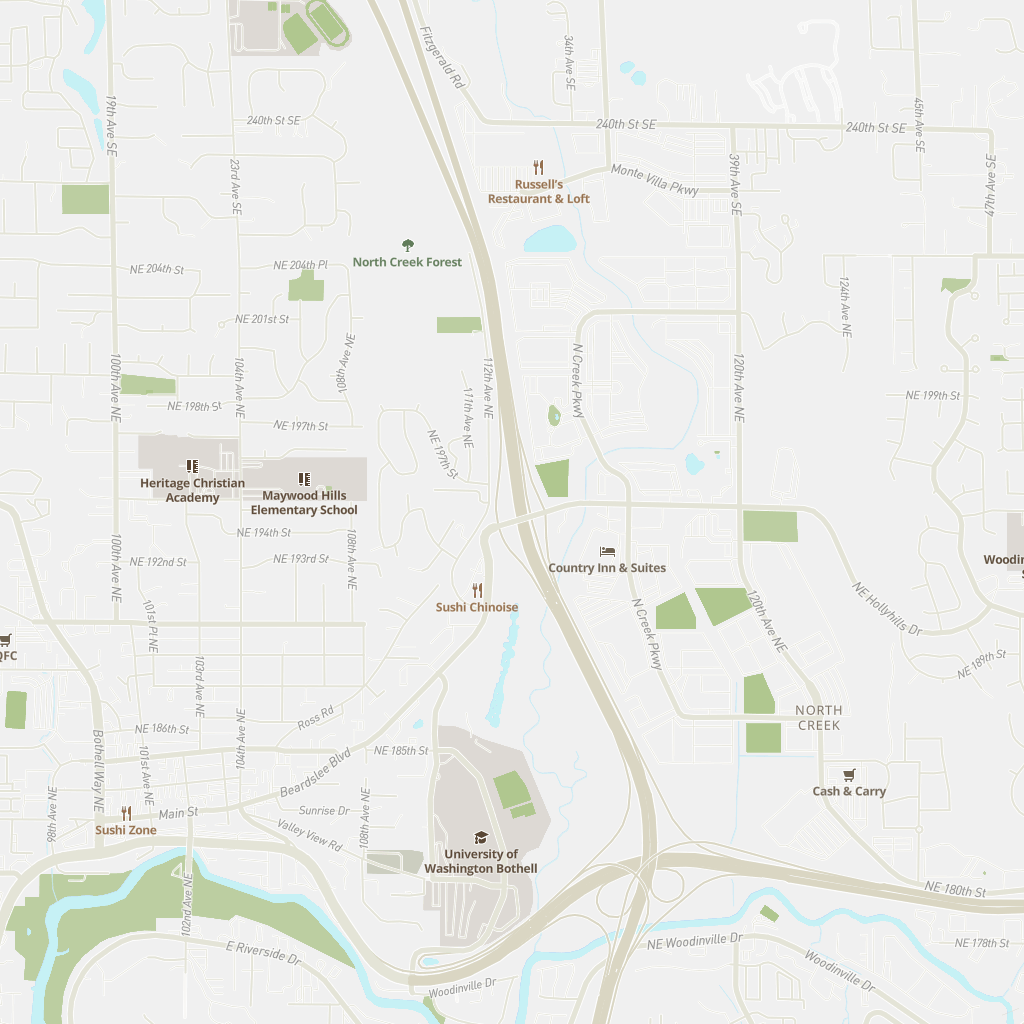 Fitzgerald Rd
34th Ave SE
19th Ave SE
240th St SE
240th St SE
240th St SE
45th Ave SE
23rd Ave SE
39th Ave SE
47th Ave SE
Monte Villa Pkwy
Russell's
Restaurant & Loft
North Creek Forest
NE 204th St
NE 204th Pl
124th Ave NE
NE 201st St
108th Ave NE
100th Ave NE
104th Ave NE
112th Ave NE
N Creek Pkwy
120th Ave NE
111th Ave NE
NE 199th St
NE 198th St
NE 197th St
NE 197th St
Heritage Christian
Academy
Maywood Hills
Elementary School
NE 194th St
100th Ave NE
NE 192nd St
NE 193rd St
108th Ave NE
Country Inn & Suites
Woodin
S
Sushi Chinoise
101st Pl NE
N Creek Pkwy
120th Ave NE
NE Hollyhills Dr
QFC
NE 189th St
103rd Ave NE
Ross Rd
NORTH
CREEK
NE 186th St
104th Ave NE
NE 185th St
Bothell Way NE
101st Ave NE
Beardslee Blvd
Cash & Carry
98th Ave NE
Main St
Sunrise Dr
108th Ave NE
Sushi Zone
Valley View Rd
University of
Washington Bothell
NE 180th St
102nd Ave NE
E Riverside Dr
NE Woodinville Dr
NE 178th St
Woodinville Dr
Woodinville Dr